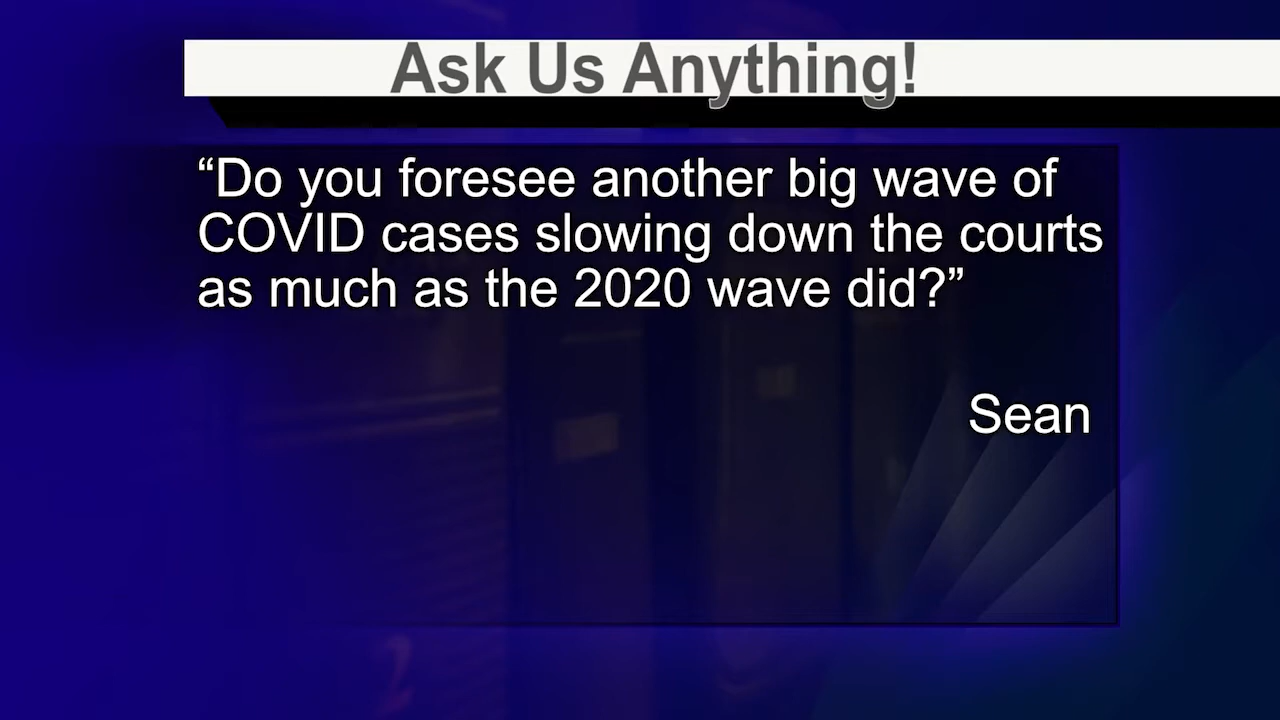 Ask Us Anything!
“Do you foresee another big wave of
COVID cases slowing down the courts
as much as the 2020 wave did?”
Sean